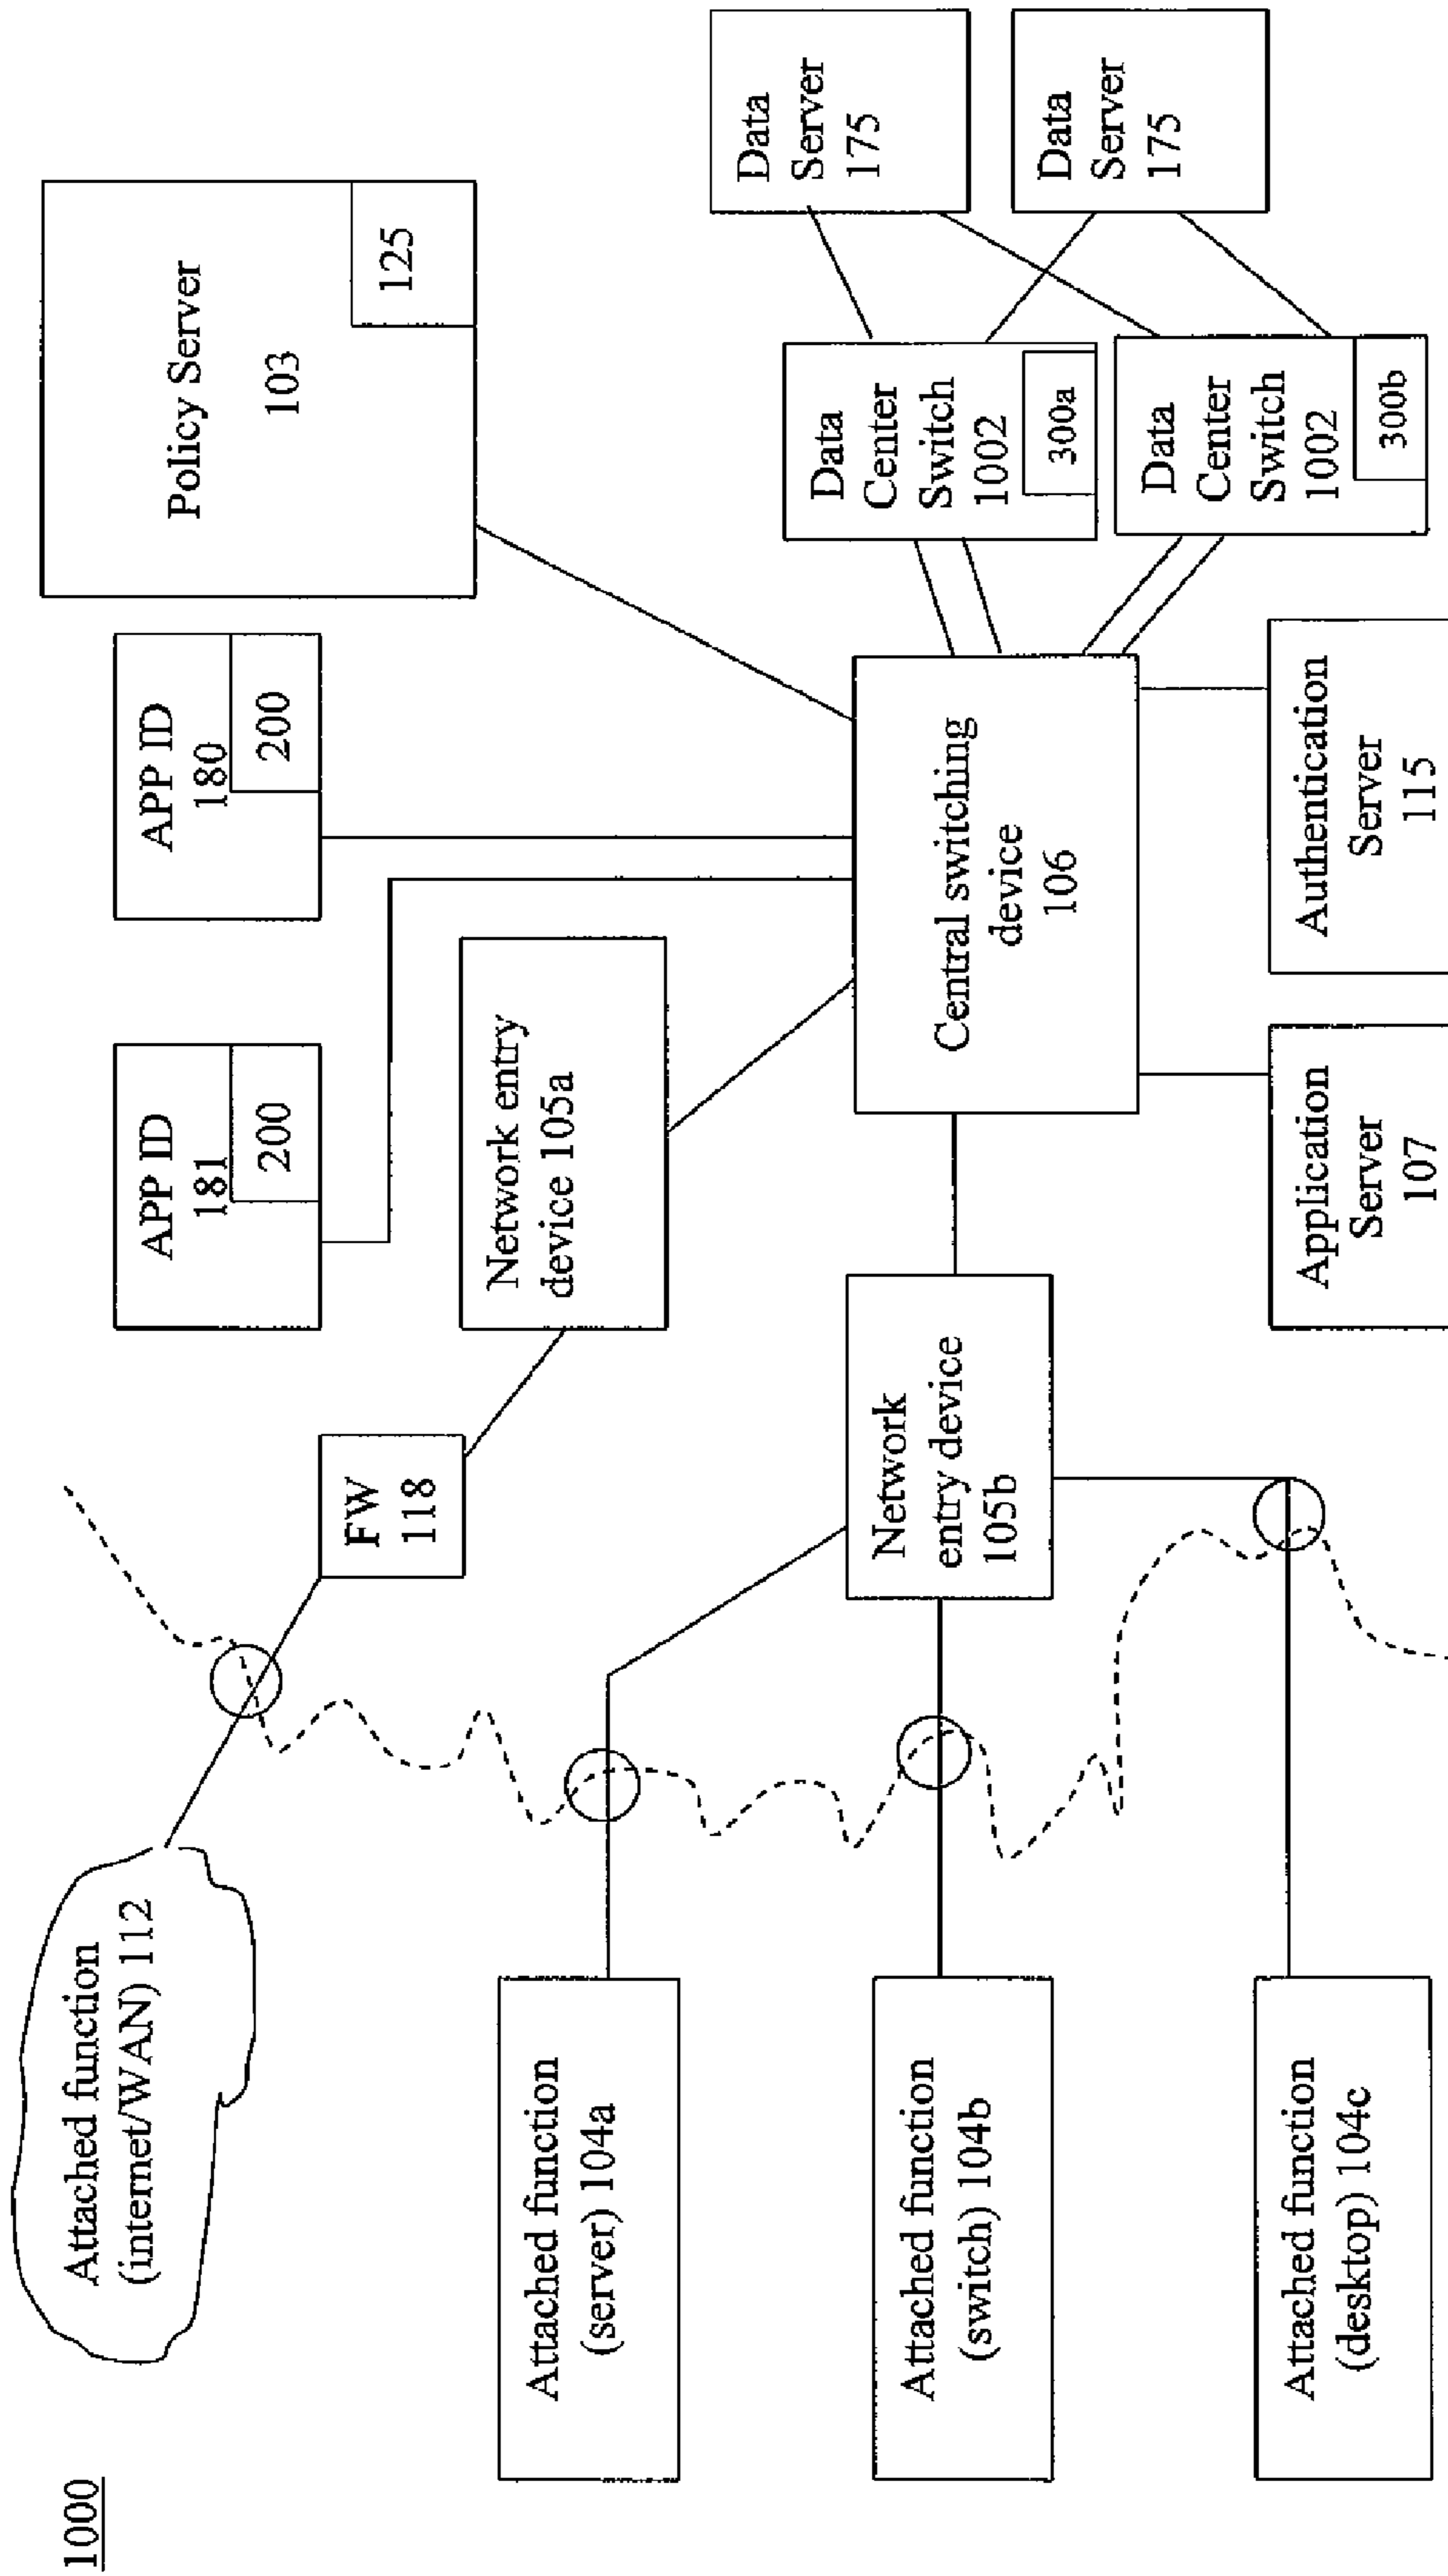 1000
Attached function
(internet/WAN) 112
Attached function
(server) 104a
Attached function
(switch) 104b
Attached function
(desktop) 104c
FW
118
Network entry
device 105a
Network
entry device
105b
APP ID
181
200
APP ID
180
200
Policy Server
103
125
Central switching
device
106
Application
Server
107
Authentication
Server
115
Data
Center
Switch
1002
300a
Data
Center
Switch
1002
300b
Data
Server
175
Data
Server
175